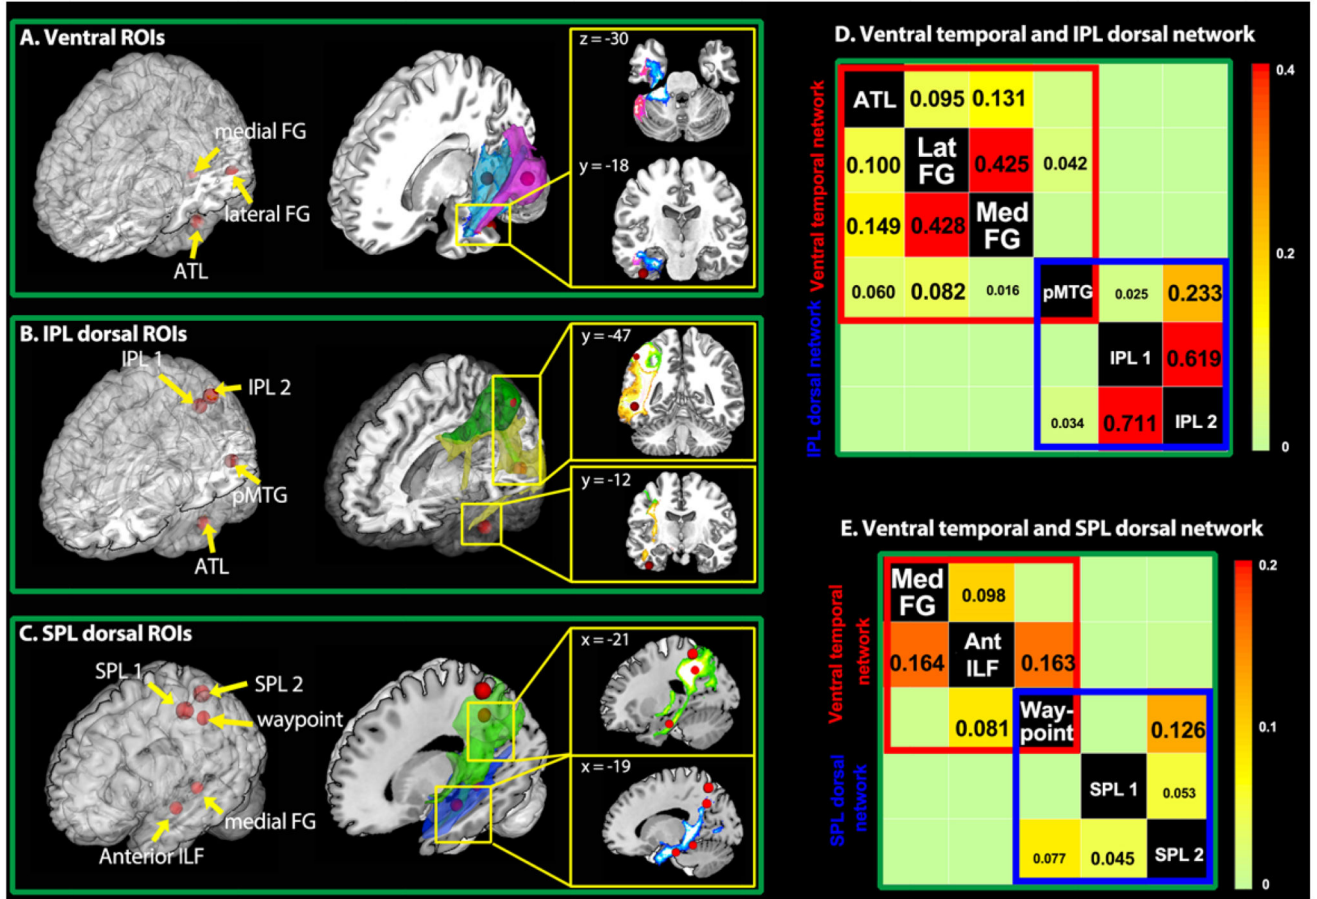 A. Ventral ROIs
medial FG
lateral FG
ATL
z = -30
y = -18
B. IPL dorsal ROIs
IPL 1
IPL 2
pMTG
ATL
y = -47
y = -12
C. SPL dorsal ROIs
SPL 1
SPL 2
waypoint
medial FG
Anterior ILF
x = -21
x = -19
D. Ventral temporal and IPL dorsal network
Ventral temporal network
IPL dorsal network
ATL 0.095 0.131
0.100 Lat FG 0.425 0.042
0.149 0.428 Med FG
0.060 0.082 0.016 pMTG 0.025 0.233
IPL 1 0.619
0.034 0.711 IPL 2
0.4
0.2
0
E. Ventral temporal and SPL dorsal network
Ventral temporal
network
SPL dorsal
network
Med FG 0.098
0.164 Ant ILF 0.163
0.081 Way-point 0.126
SPL 1 0.053
0.077 0.045 SPL 2
0.2
0.1
0